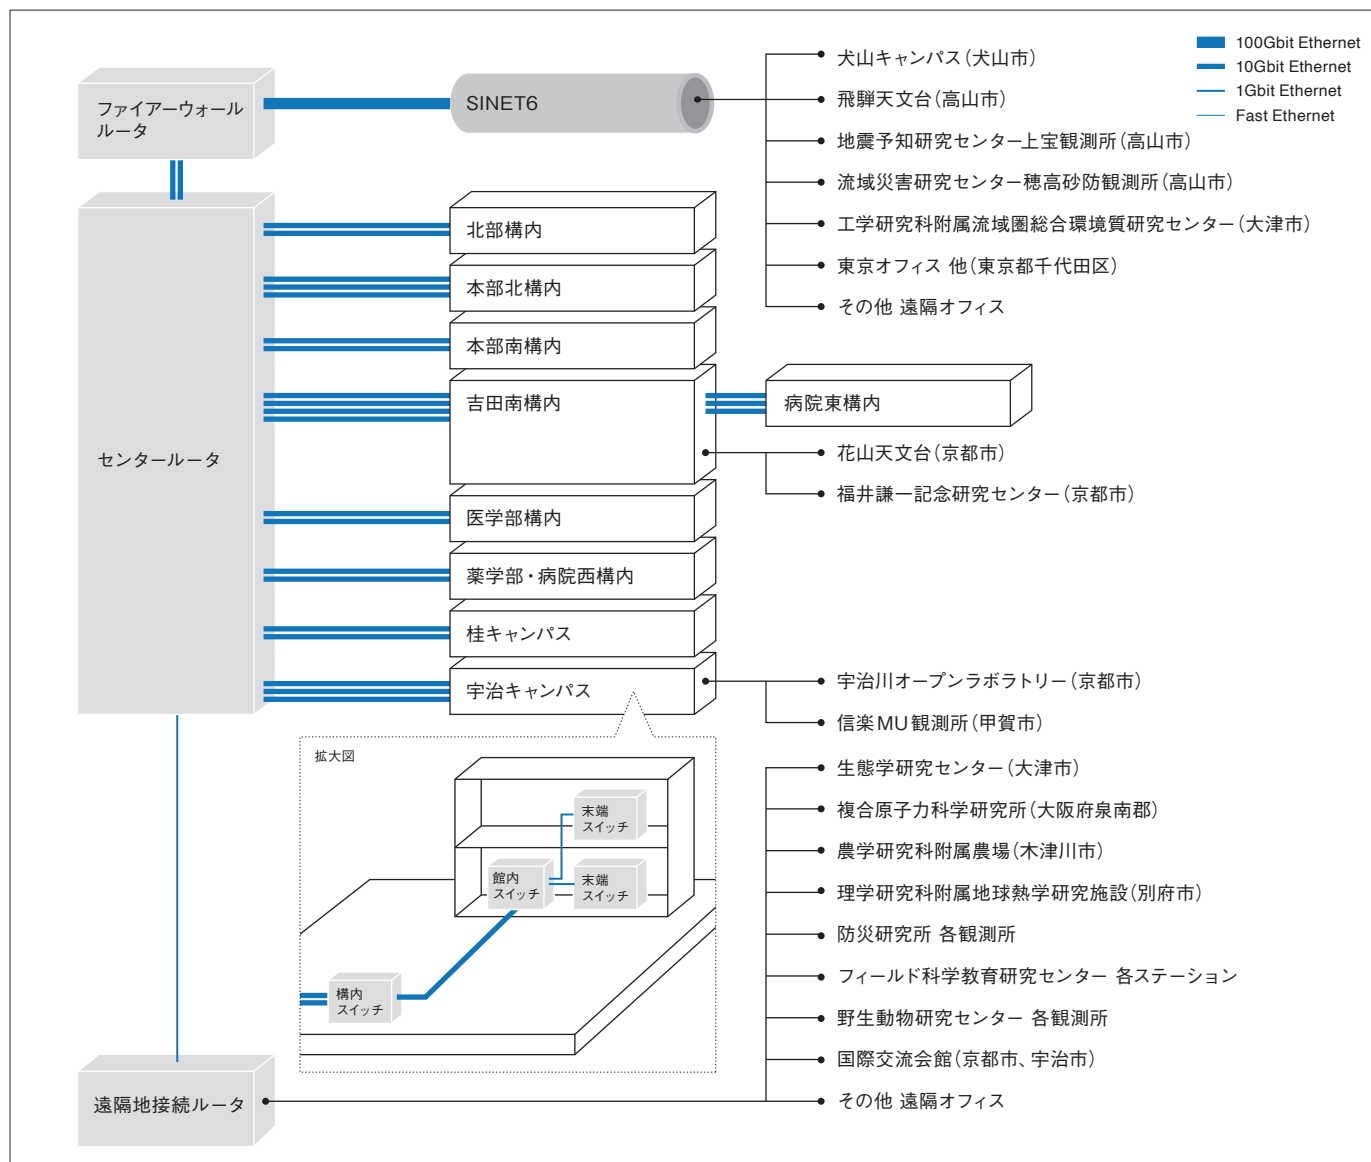 100Gbit Ethernet
10Gbit Ethernet
1Gbit Ethernet
Fast Ethernet
ファイアーウォール
ルータ
SINET6
犬山キャンパス(犬山市)
飛騨天文台(高山市)
地震予知研究センター上宝観測所(高山市)
流域災害研究センター穂高砂防観測所(高山市)
工学研究科附属流域圏総合環境質研究センター(大津市)
東京オフィス 他(東京都千代田区)
その他 遠隔オフィス
センタールータ
北部構内
本部北構内
本部南構内
吉田南構内
病院東構内
花山天文台(京都市)
福井謙一記念研究センター(京都市)
医学部構内
薬学部・病院西構内
桂キャンパス
宇治キャンパス
宇治川オープンラボラトリー(京都市)
信楽MU観測所(甲賀市)
拡大図
末端
スイッチ
館内
スイッチ
末端
スイッチ
構内
スイッチ
遠隔地接続ルータ
生態学研究センター(大津市)
複合原子力科学研究所(大阪府泉南郡)
農学研究科附属農場(木津川市)
理学研究科附属地球熱学研究施設(別府市)
防災研究所 各観測所
フィールド科学教育研究センター 各ステーション
野生動物研究センター 各観測所
国際交流会館(京都市、宇治市)
その他 遠隔オフィス